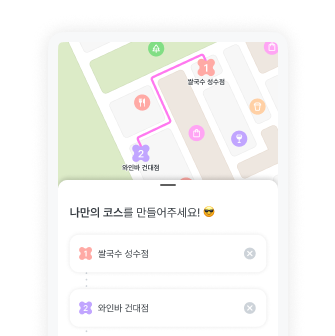 1
쌀국수 성수점
2
와인바 건대점
나만의 코스를 만들어주세요! 😎
1 쌀국수 성수점
2 와인바 건대점